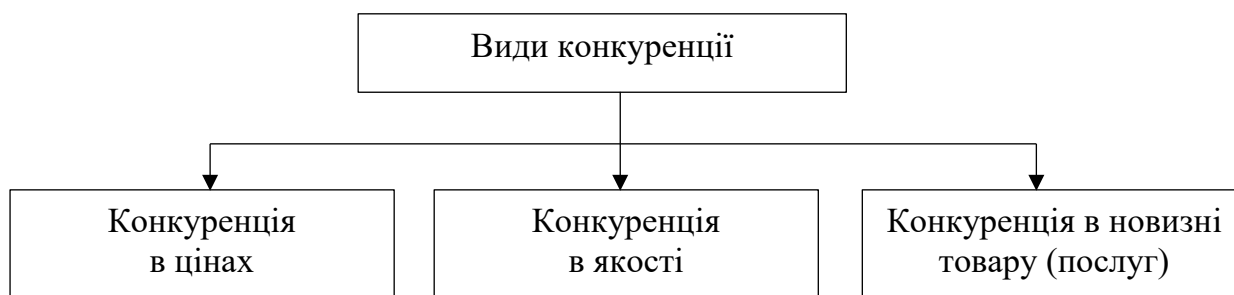 Види конкуренції
Конкуренція
в цінах
Конкуренція
в якості
Конкуренція в новизні
товару (послуг)